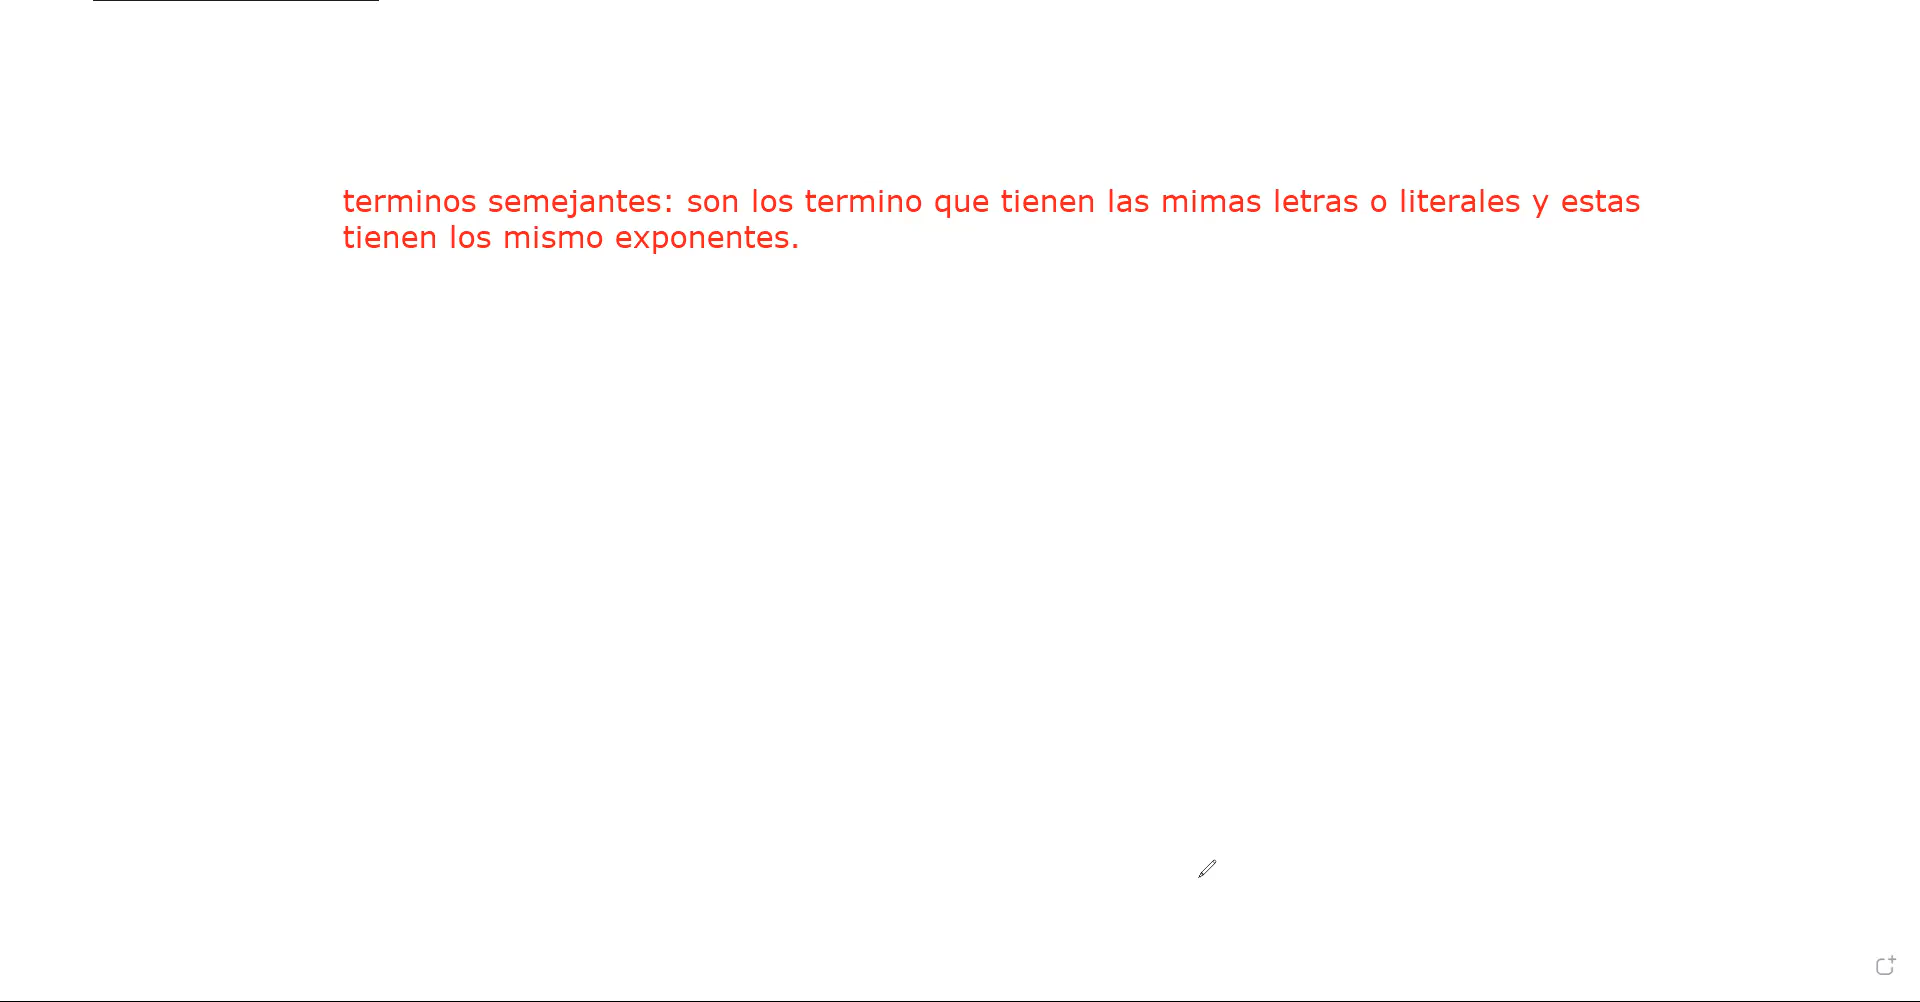 terminos semejantes: son los termino que tienen las mimas letras o literales y estas
tienen los mismo exponentes.